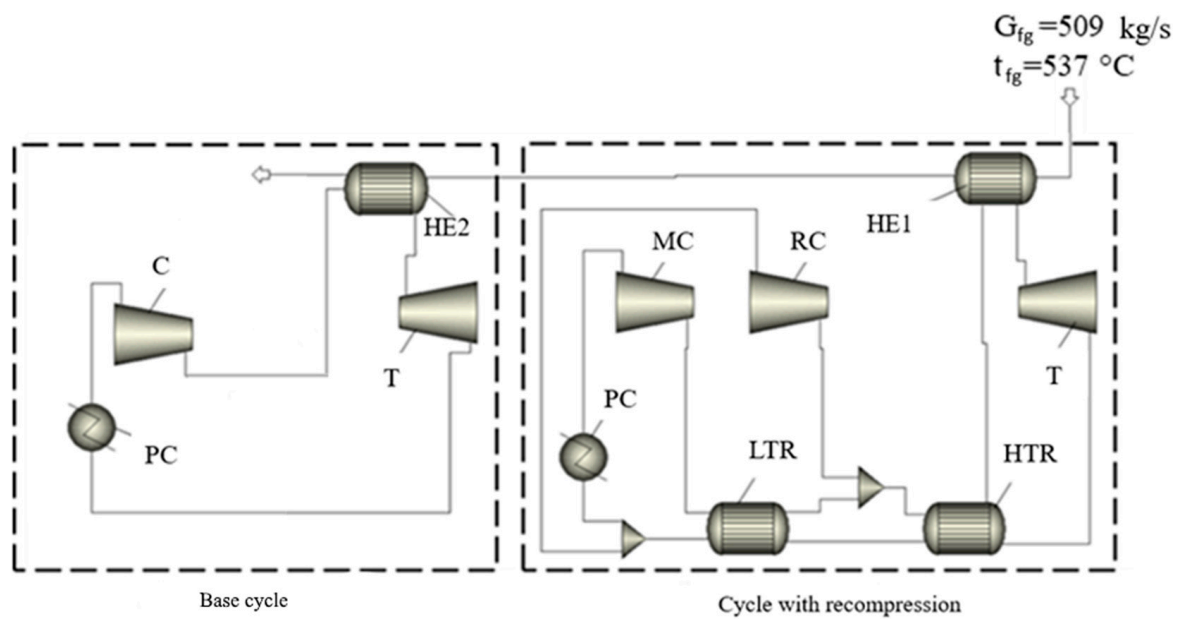 G_fg =509 kg/s
t_fg=537 °C
HE2
HE1
C
MC
RC
T
T
PC
PC
LTR
HTR
Base cycle
Cycle with recompression